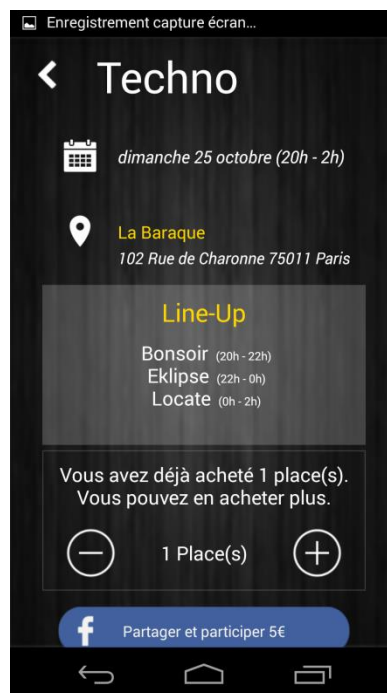 Enregistrement capture écran...
Techno
dimanche 25 octobre (20h - 2h)
La Baraque
102 Rue de Charonne 75011 Paris
Line-Up
Bonsoir (20h - 22h)
Eklipse (22h - 0h)
Locate (0h - 2h)
Vous avez déjà acheté 1 place(s).
Vous pouvez en acheter plus.
1 Place(s)
f Partager et participer 5€